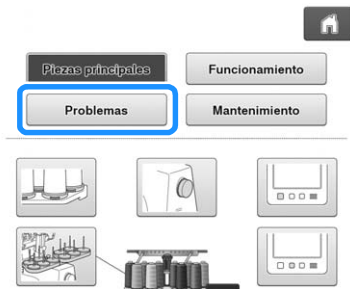 Piezas principales
Funcionamiento
Problemas
Mantenimiento